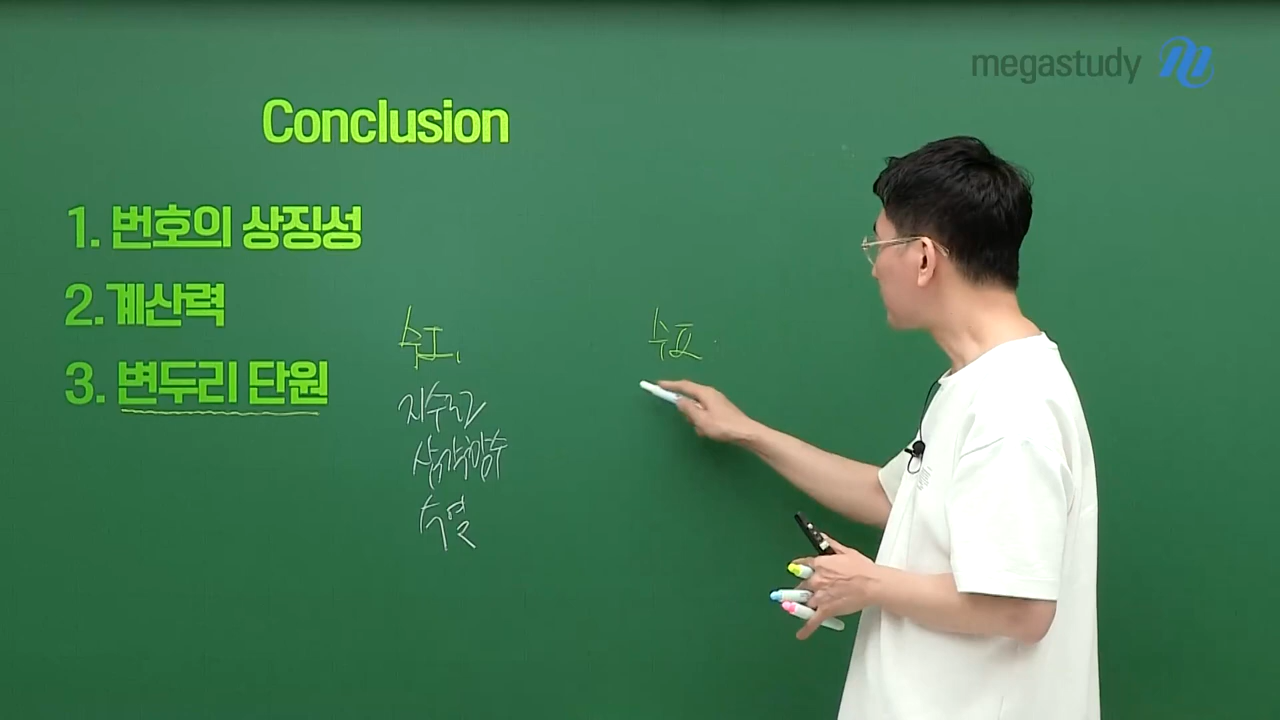 megastudy
Conclusion
1. 번호의 상징성
2. 계산력
3. 변두리 단원
수Ⅰ.
수Ⅱ.
지수로그
삼각함수
수열